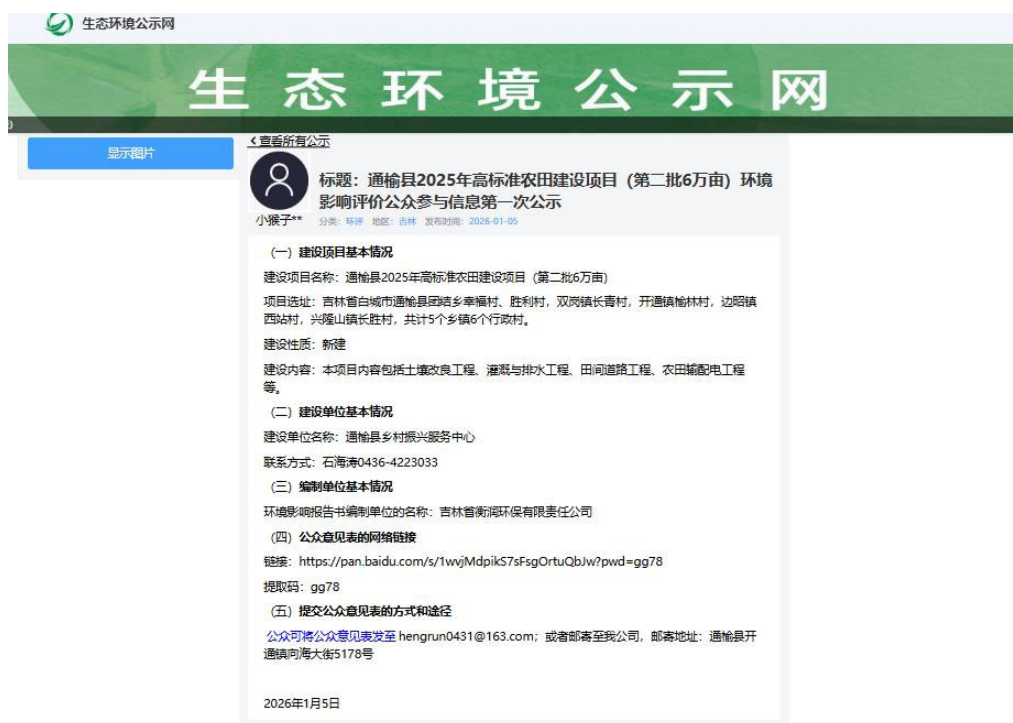 生态环境公示网
生态环境公示网
显示图片
查看所有公示
标题：通榆县2025年高标准农田建设项目（第二批6万亩）环境
影响评价公众参与信息第一次公示
小猴子**
分类：环评 地区：吉林 发布时间：2026-01-05
（一）建设项目基本情况
建设项目名称：通榆县2025年高标准农田建设项目（第二批6万亩）
项目选址：吉林省白城市通榆县团结乡幸福村、胜利村，双岗镇长青村，开通镇榆林村，边昭镇
西站村，兴隆山镇长胜村，共计5个乡镇6个行政村。
建设性质：新建
建设内容：本项目内容包括土壤改良工程、灌溉与排水工程、田间道路工程、农田输配电工程
等。
（二）建设单位基本情况
建设单位名称：通榆县乡村振兴服务中心
联系方式：石海涛0436-4223033
（三）编制单位基本情况
环境影响报告书编制单位的名称：吉林省衡润环保有限责任公司
（四）公众意见表的网络链接
链接：https://pan.baidu.com/s/1wvjMdpikS7sFsgOrtuQbJw?pwd=gg78
提取码：gg78
（五）提交公众意见表的方式和途径
公众可将公众意见表发至 hengrun0431@163.com；或者邮寄至我公司，邮寄地址：通榆县开
通镇向海大街5178号
2026年1月5日